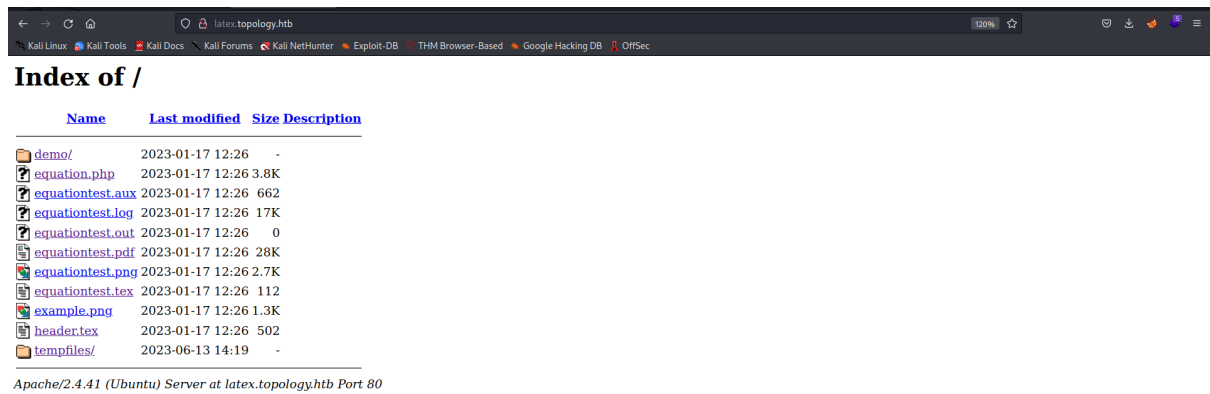 latex.topology.htb 120%
Kali Linux Kali Tools Kali Docs Kali Forums Kali NetHunter Exploit-DB THM Browser-Based Google Hacking DB OffSec
Index of /
Name Last modified Size Description
demo/ 2023-01-17 12:26 -
equation.php 2023-01-17 12:26 3.8K
equationtest.aux 2023-01-17 12:26 662
equationtest.log 2023-01-17 12:26 17K
equationtest.out 2023-01-17 12:26 0
equationtest.pdf 2023-01-17 12:26 28K
equationtest.png 2023-01-17 12:26 2.7K
equationtest.tex 2023-01-17 12:26 112
example.png 2023-01-17 12:26 1.3K
header.tex 2023-01-17 12:26 502
tempfiles/ 2023-06-13 14:19 -
Apache/2.4.41 (Ubuntu) Server at latex.topology.htb Port 80